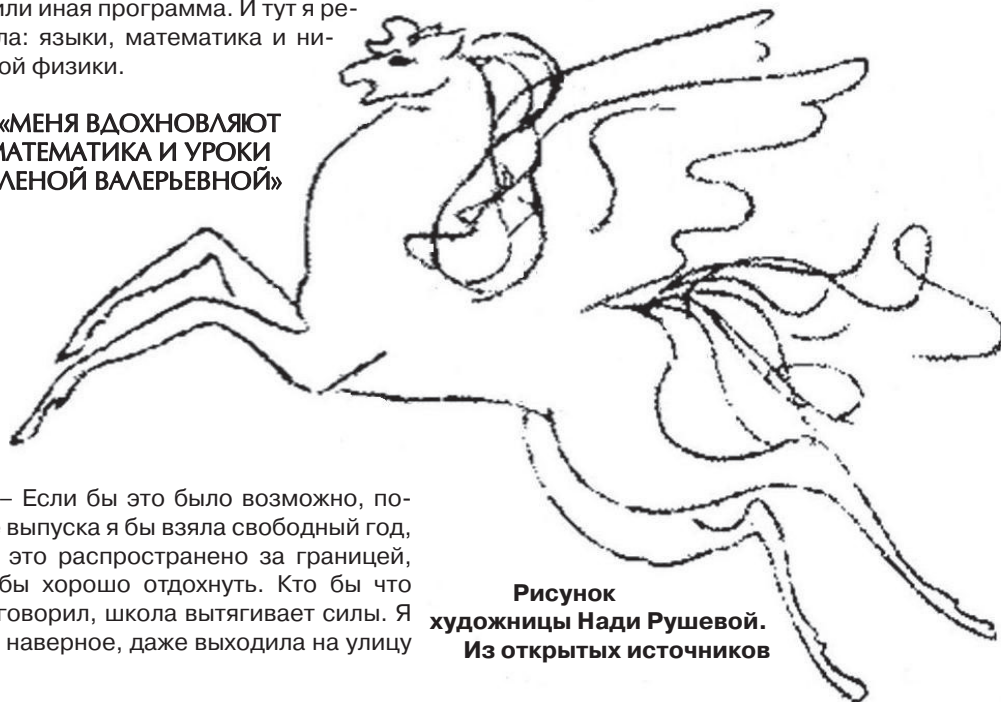 или иная программа. И тут я ре-
ла: языки, математика и ни-
ой физики.
«МЕНЯ ВДОХНОВЛЯЮТ
МАТЕМАТИКА И УРОКИ
ЛЕНОЙ ВАЛЕРЬЕВНОЙ»
– Если бы это было возможно, по-
выпуска я бы взяла свободный год,
это распространено за границей,
бы хорошо отдохнуть. Кто бы что
говорил, школа вытягивает силы. Я
наверное, даже выходила на улицу
Рисунок
художницы Нади Рушевой.
Из открытых источников